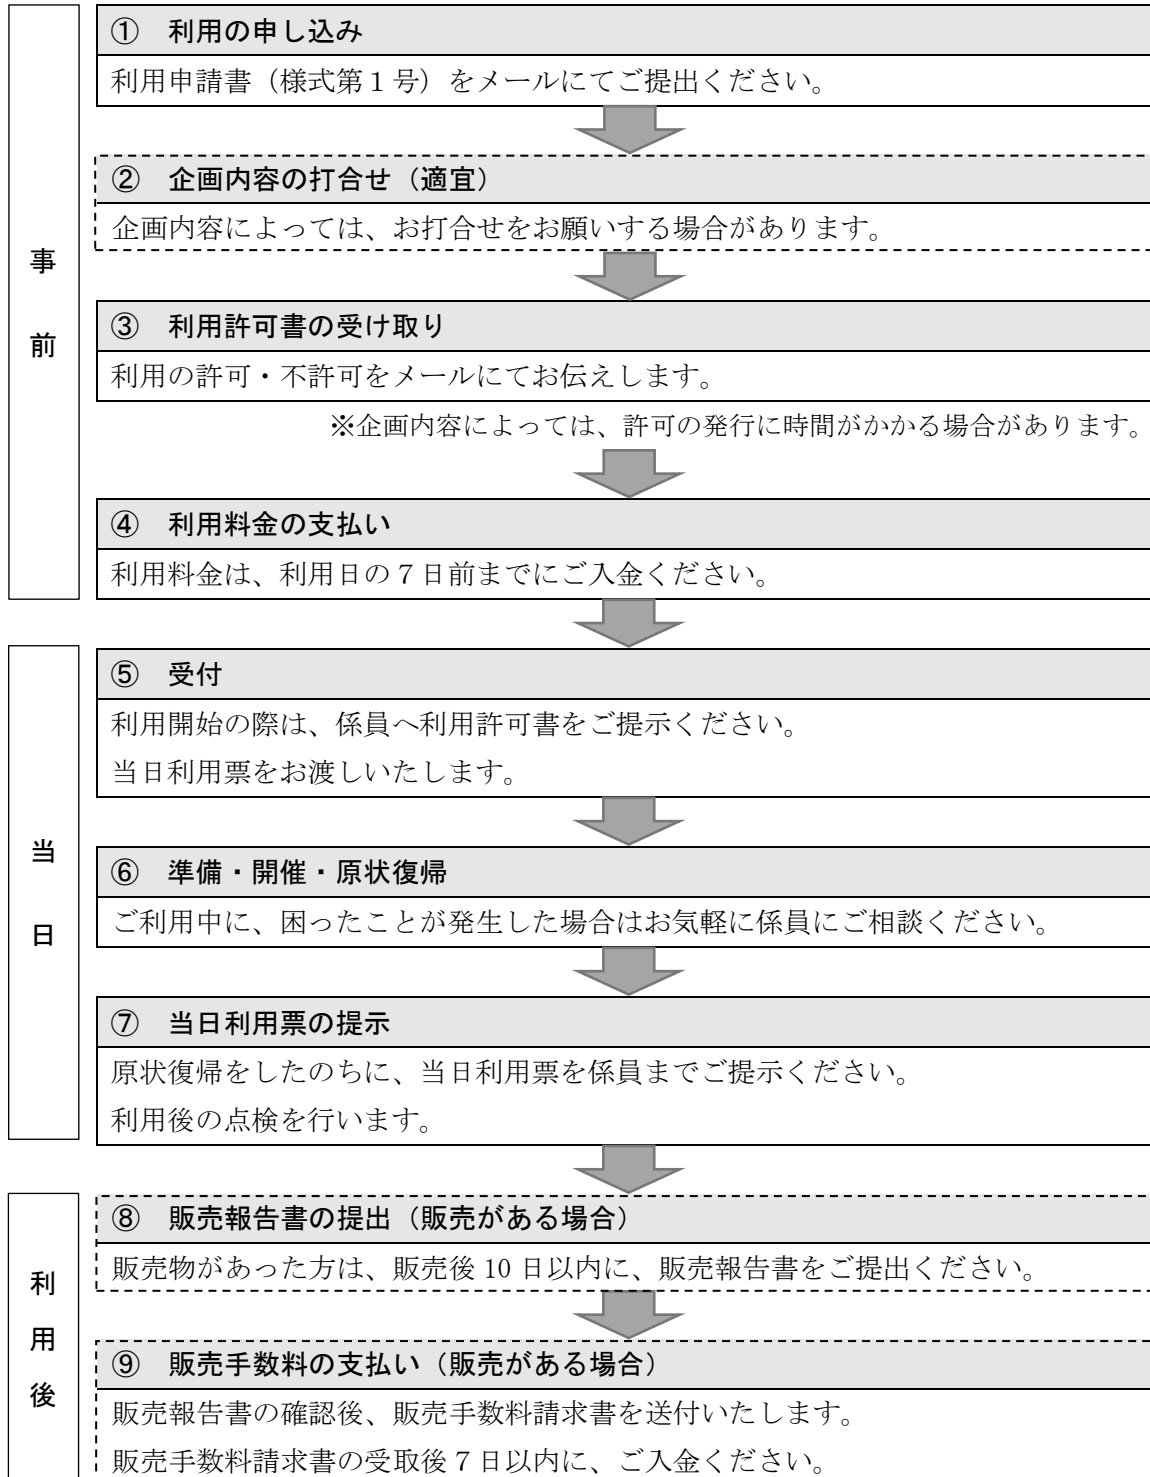 事前
① 利用の申し込み
利用申請書（様式第１号）をメールにてご提出ください。
② 企画内容の打合せ（適宜）
企画内容によっては、お打合せをお願いする場合があります。
③ 利用許可書の受け取り
利用の許可・不許可をメールにてお伝えします。
※企画内容によっては、許可の発行に時間がかかる場合があります。
④ 利用料金の支払い
利用料金は、利用日の７日前までにご入金ください。
当日
⑤ 受付
利用開始の際は、係員へ利用許可書をご提示ください。
当日利用票をお渡しいたします。
⑥ 準備・開催・原状復帰
ご利用中に、困ったことが発生した場合はお気軽に係員にご相談ください。
⑦ 当日利用票の提示
原状復帰をしたのちに、当日利用票を係員までご提示ください。
利用後の点検を行います。
利用後
⑧ 販売報告書の提出（販売がある場合）
販売物があった方は、販売後 10 日以内に、販売報告書をご提出ください。
⑨ 販売手数料の支払い（販売がある場合）
販売報告書の確認後、販売手数料請求書を送付いたします。
販売手数料請求書の受取後７日以内に、ご入金ください。